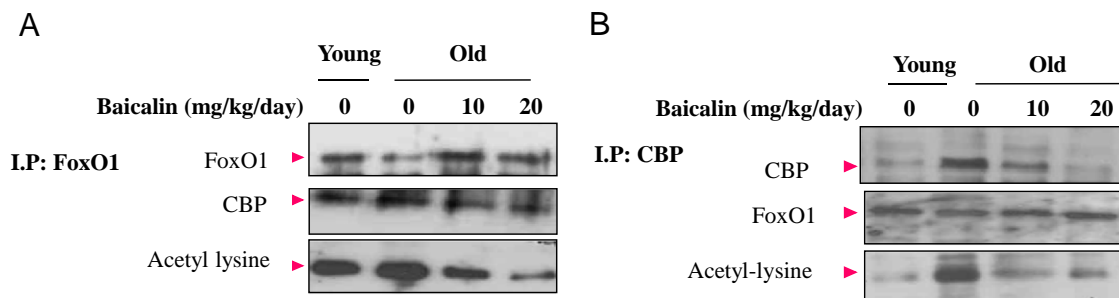 A
Young Old
Baicalin (mg/kg/day) 0 0 10 20
I.P: FoxO1
FoxO1
CBP
Acetyl lysine
B
Young Old
Baicalin (mg/kg/day) 0 0 10 20
I.P: CBP
CBP
FoxO1
Acetyl-lysine